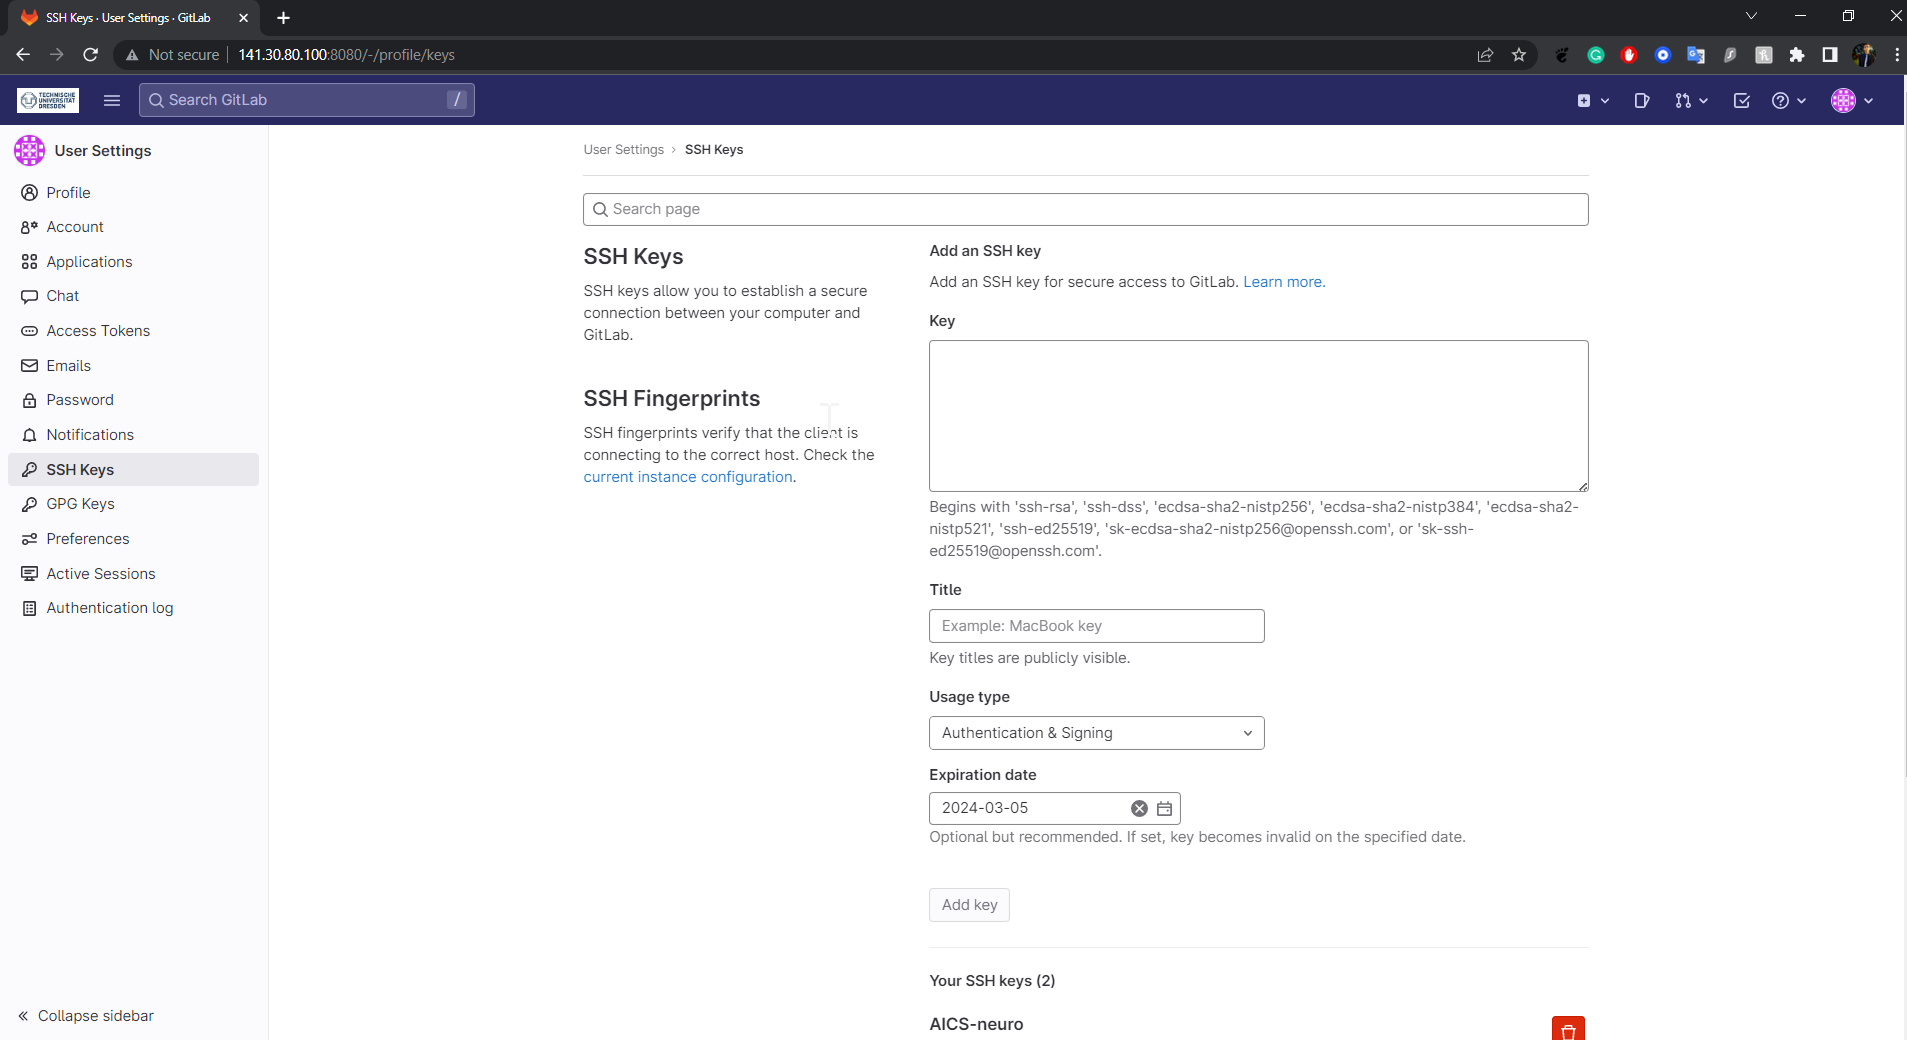 SSH Keys · User Settings · GitLab
Not secure 141.30.80.100:8080/-/profile/keys
TECHNISCHE
UNIVERSITÄT
DRESDEN
Search GitLab /
User Settings
Profile
Account
Applications
Chat
Access Tokens
Emails
Password
Notifications
SSH Keys
GPG Keys
Preferences
Active Sessions
Authentication log
Collapse sidebar
User Settings › SSH Keys
Search page
SSH Keys
SSH keys allow you to establish a secure
connection between your computer and
GitLab.
SSH Fingerprints
SSH fingerprints verify that the client is
connecting to the correct host. Check the
current instance configuration.
Add an SSH key
Add an SSH key for secure access to GitLab. Learn more.
Key
Begins with 'ssh-rsa', 'ssh-dss', 'ecdsa-sha2-nistp256', 'ecdsa-sha2-nistp384', 'ecdsa-sha2-
nistp521', 'ssh-ed25519', 'sk-ecdsa-sha2-nistp256@openssh.com', or 'sk-ssh-
ed25519@openssh.com'.
Title
Example: MacBook key
Key titles are publicly visible.
Usage type
Authentication & Signing
Expiration date
2024-03-05
Optional but recommended. If set, key becomes invalid on the specified date.
Add key
Your SSH keys (2)
AICS-neuro